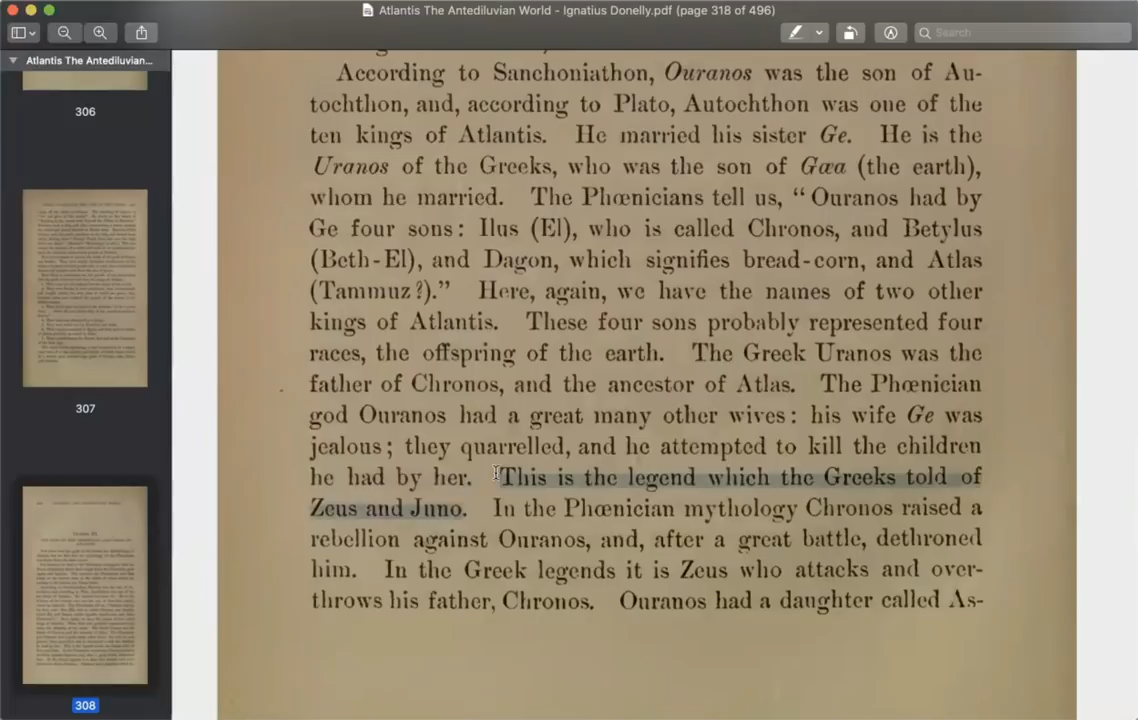 Atlantis The Antediluvian World - Ignatius Donelly.pdf (page 318 of 496)
Search
Atlantis The Antediluvian...
306
307
308
According to Sanchoniathon, Ouranos was the son of Au-
tochthon, and, according to Plato, Autochthon was one of the
ten kings of Atlantis. He married his sister Ge. He is the
Uranos of the Greeks, who was the son of Gæa (the earth),
whom he married. The Phœnicians tell us, “Ouranos had by
Ge four sons: Ilus (El), who is called Chronos, and Betylus
(Beth-El), and Dagon, which signifies bread-corn, and Atlas
(Tammuz?).” Here, again, we have the names of two other
kings of Atlantis. These four sons probably represented four
races, the offspring of the earth. The Greek Uranos was the
father of Chronos, and the ancestor of Atlas. The Phœnician
god Ouranos had a great many other wives: his wife Ge was
jealous; they quarrelled, and he attempted to kill the children
he had by her. This is the legend which the Greeks told of
Zeus and Juno. In the Phœnician mythology Chronos raised a
rebellion against Ouranos, and, after a great battle, dethroned
him. In the Greek legends it is Zeus who attacks and over-
throws his father, Chronos. Ouranos had a daughter called As-